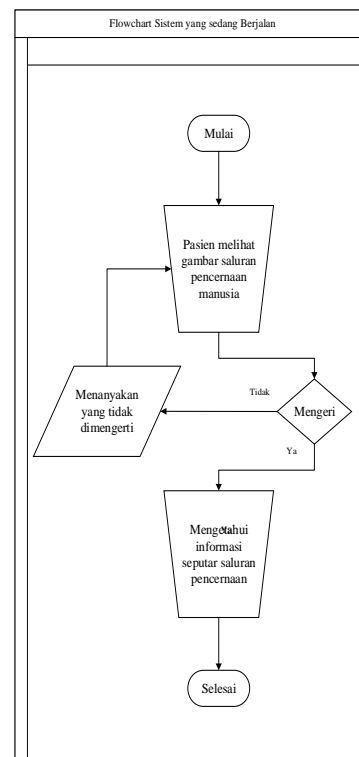 Flowchart Sistem yang sedang Berjalan
Mulai
Pasien melihat
gambar saluran
pencernaan
manusia
Tidak
Mengeri
Menanyakan
yang tidak
dimengerti
Ya
Mengetahui
informasi
seputar saluran
pencernaan
Selesai